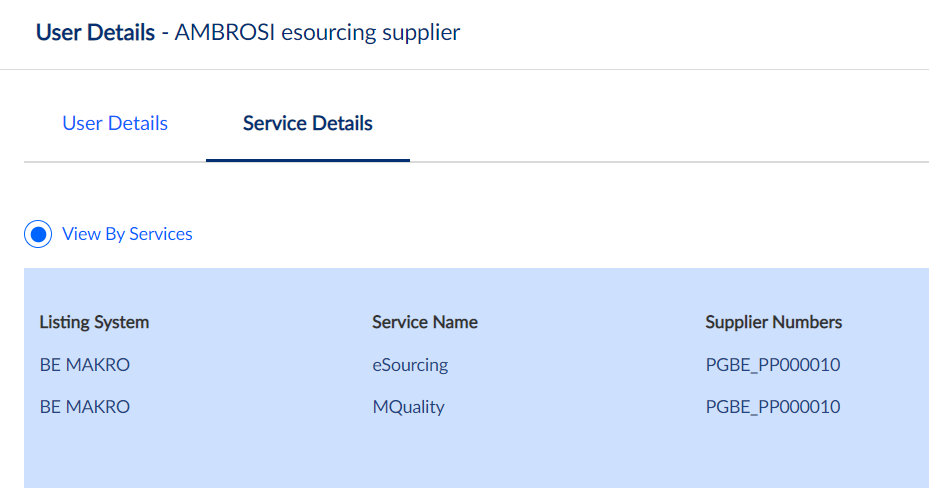 User Details - AMBROSI esourcing supplier
User Details Service Details
View By Services
Listing System Service Name Supplier Numbers
BE MAKRO eSourcing PGBE_PP000010
BE MAKRO MQuality PGBE_PP000010